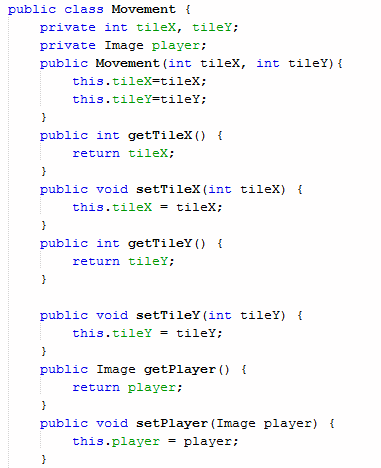 public class Movement {
    private int tileX, tileY;
    private Image player;
    public Movement(int tileX, int tileY){
        this.tileX=tileX;
        this.tileY=tileY;
    }
    public int getTileX() {
        return tileX;
    }
    public void setTileX(int tileX) {
        this.tileX = tileX;
    }
    public int getTileY() {
        return tileY;
    }

    public void setTileY(int tileY) {
        this.tileY = tileY;
    }
    public Image getPlayer() {
        return player;
    }
    public void setPlayer(Image player) {
        this.player = player;
    }